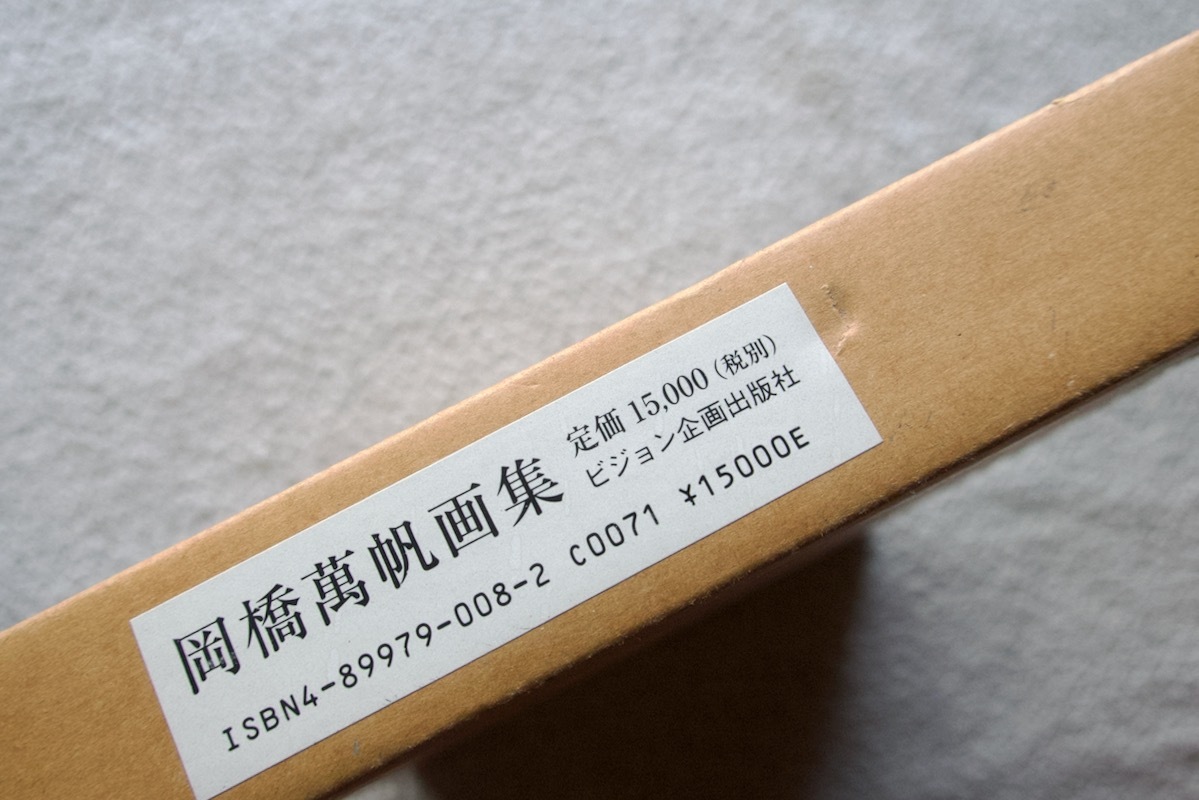 岡橋萬帆画集
定価 15,000（税別）
ビジョン企画出版社
ISBN4-89979-008-2 C0071 ¥15000E